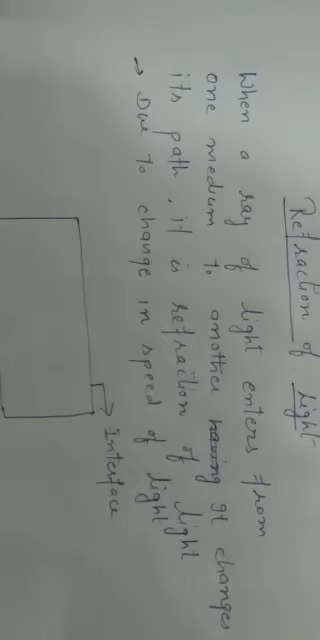 Refraction of Light
When a ray of light enters from
one medium to another having It changes
its path, it is refraction of light
→ Due to change in speed of light
Interface